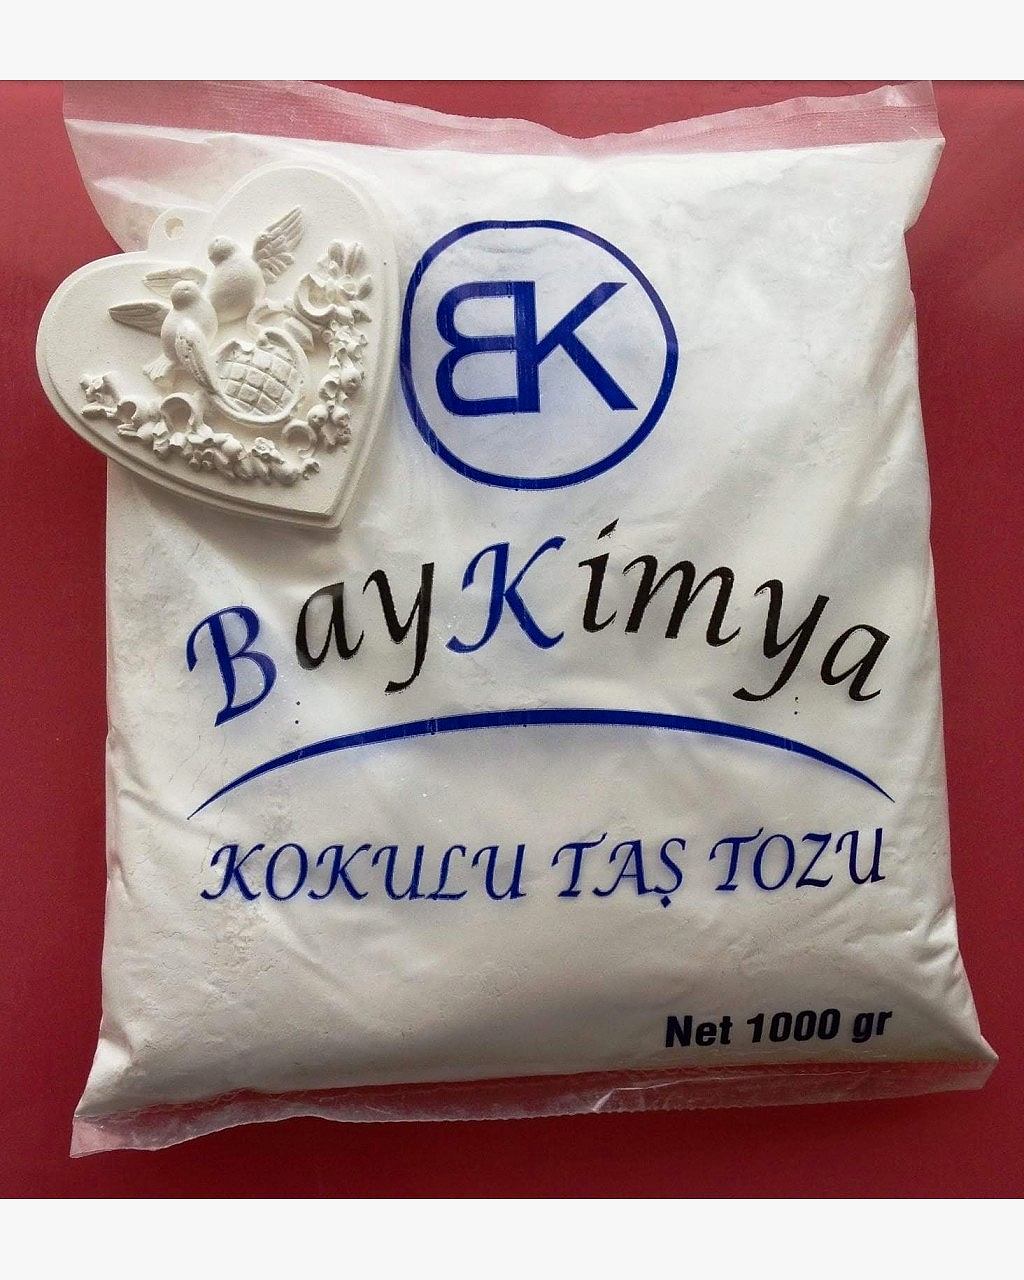 BK
BayKimya
KOKULU TAŞ TOZU
Net 1000 gr